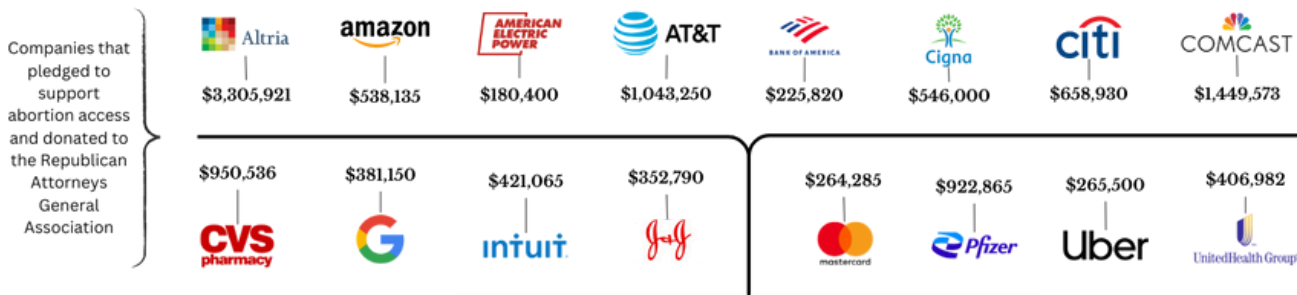 Companies that
pledged to
support
abortion access
and donated to
the Republican
Attorneys
General
Association
Altria
amazon
AMERICAN
ELECTRIC
POWER
AT&T
BANK OF AMERICA
Cigna
citi
COMCAST
$3,305,921
$538,135
$180,400
$1,043,250
$225,820
$546,000
$658,930
$1,449,573
$950,536
$381,150
$421,065
$352,790
$264,285
$922,865
$265,500
$406,982
CVS
pharmacy
G
intuit
J&J
mastercard
Pfizer
Uber
UnitedHealth Group